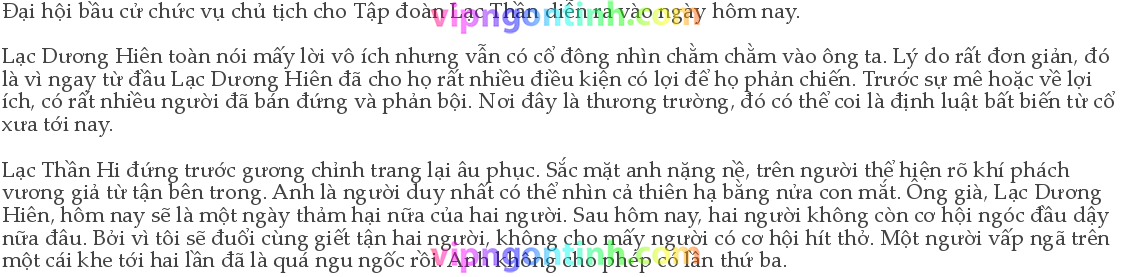 Đại hội bầu cử chức vụ chủ tịch cho Tập đoàn Lạc Thần diễn ra vào ngày hôm nay.
vipngontinh.com
Lạc Dương Hiên toàn nói mấy lời vô ích nhưng vẫn có cổ đông nhìn chằm chằm vào ông ta. Lý do rất đơn giản, đó
là vì ngay từ đầu Lạc Dương Hiên đã cho họ rất nhiều điều kiện có lợi để họ phản chiến. Trước sự mê hoặc về lợi
ích, có rất nhiều người đã bán đứng và phản bội. Nơi đây là thương trường, đó có thể coi là định luật bất biến từ cổ
xưa tới nay.
Lạc Thần Hi đứng trước gương chỉnh trang lại âu phục. Sắc mặt anh nặng nề, trên người thể hiện rõ khí phách
vương giả từ tận bên trong. Anh là người duy nhất có thể nhìn cả thiên hạ bằng nửa con mắt. Ông già, Lạc Dương
Hiên, hôm nay sẽ là một ngày thảm hại nữa của hai người. Sau hôm nay, hai người không còn cơ hội ngóc đầu dậy
nữa đâu. Bởi vì tôi sẽ đuổi cùng giết tận hai người, không cho mấy người có cơ hội hít thở. Một người vấp ngã trên
một cái khe tới hai lần đã là quá ngu ngốc rồi. Anh không cho phép có lần thứ ba.
vipngontinh.com